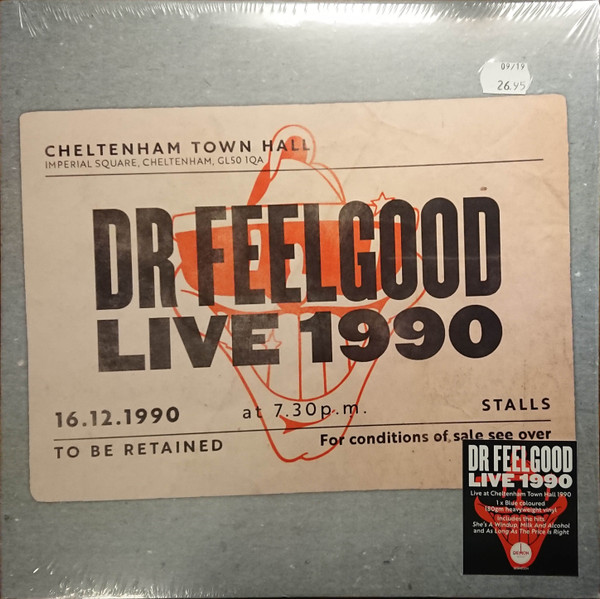 09/19
26.95
CHELTENHAM TOWN HALL
IMPERIAL SQUARE, CHELTENHAM, GL50 1QA
DR FEELGOOD
LIVE 1990
16.12.1990
at 7.30p.m.
STALLS
TO BE RETAINED
For conditions of sale see over
DR FEELGOOD
LIVE 1990
Live at Cheltenham Town Hall 1990
1 x Blue coloured
180gm heavyweight vinyl
Includes the hits:
She's A Windup, Milk And Alcohol
and As Long As The Price Is Right
DEMON